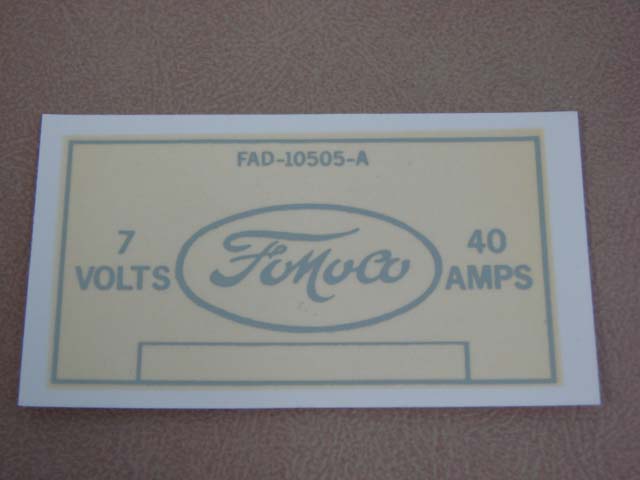 FAD-10505-A
7
VOLTS
FoMoCo
40
AMPS